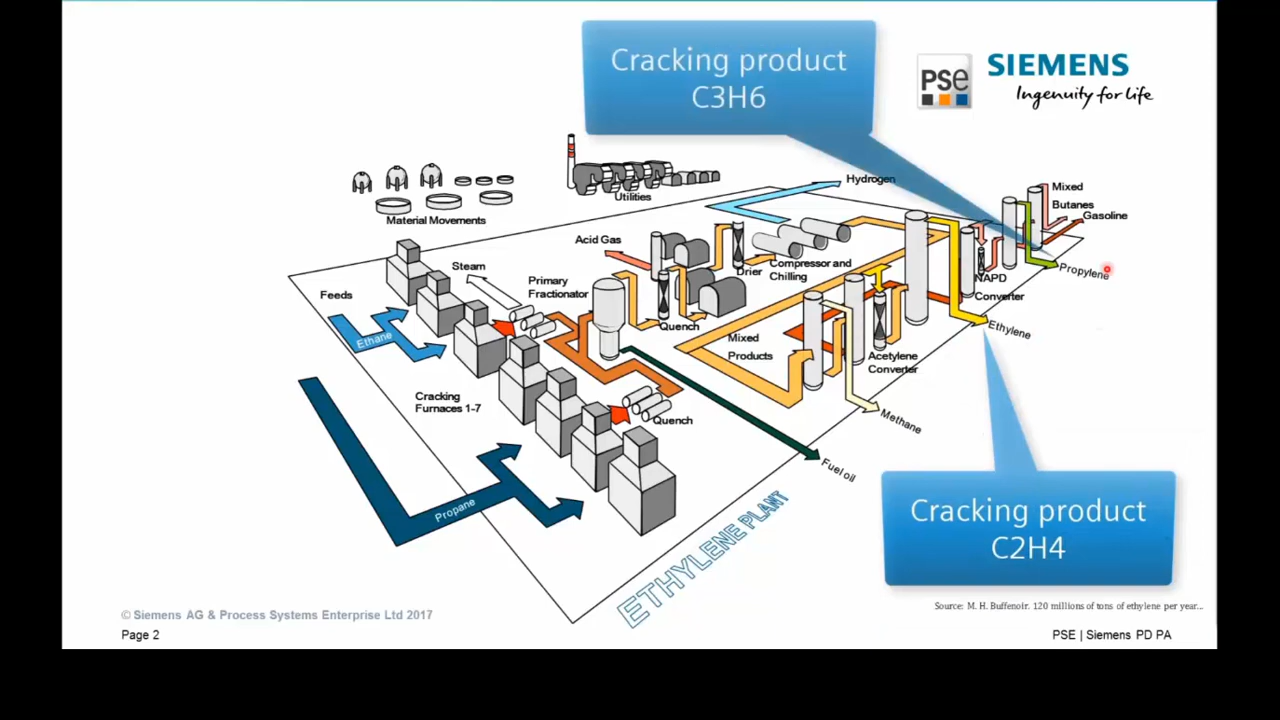 Cracking product
C3H6
PSe
SIEMENS
Ingenuity for life
Hydrogen
Mixed
Butanes
Gasoline
Utilities
Material Movements
Acid Gas
Steam
Primary
Fractionator
Drier
Compressor and
Chilling
NAPD
Converter
Propylene
Feeds
Ethane
Quench
Mixed
Products
Acetylene
Converter
Ethylene
Cracking
Furnaces 1-7
Quench
Methane
Fuel oil
Propane
ETHYLENE PLANT
Cracking product
C2H4
Source: M. H. Buffenoir. 120 millions of tons of ethylene per year...
© Siemens AG & Process Systems Enterprise Ltd 2017
Page 2
PSE | Siemens PD PA